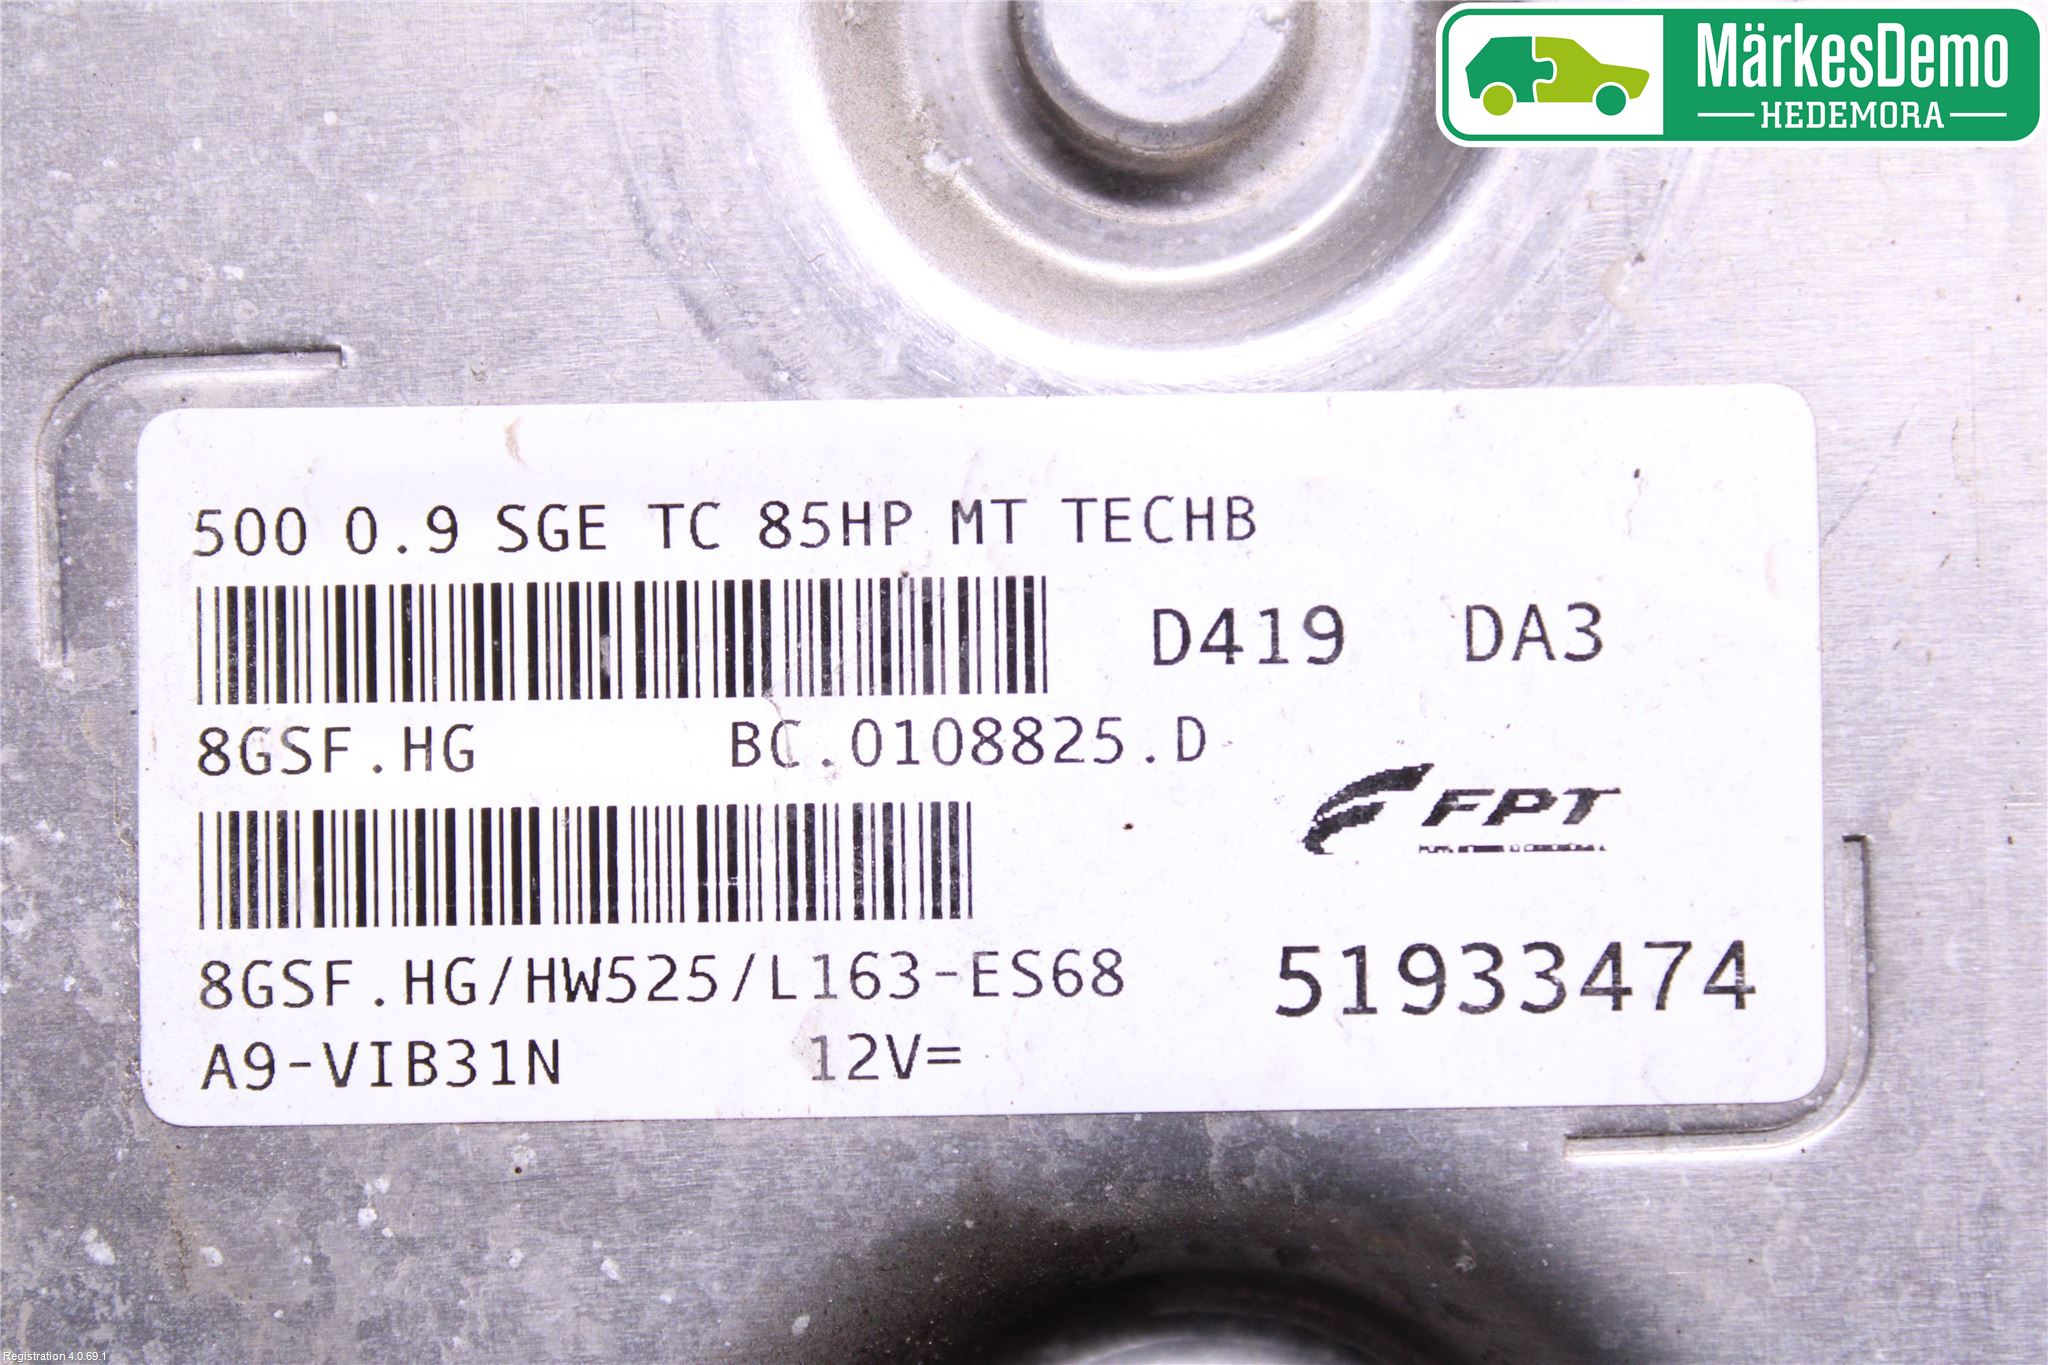 MärkesDemo
HEDEMORA
500 0.9 SGE TC 85HP MT TECHB
D419 DA3
8GSF.HG BC.0108825.D
FPT
8GSF.HG/HW525/L163-ES68
51933474
A9-VIB31N 12V=
Registration 4.0.69.1